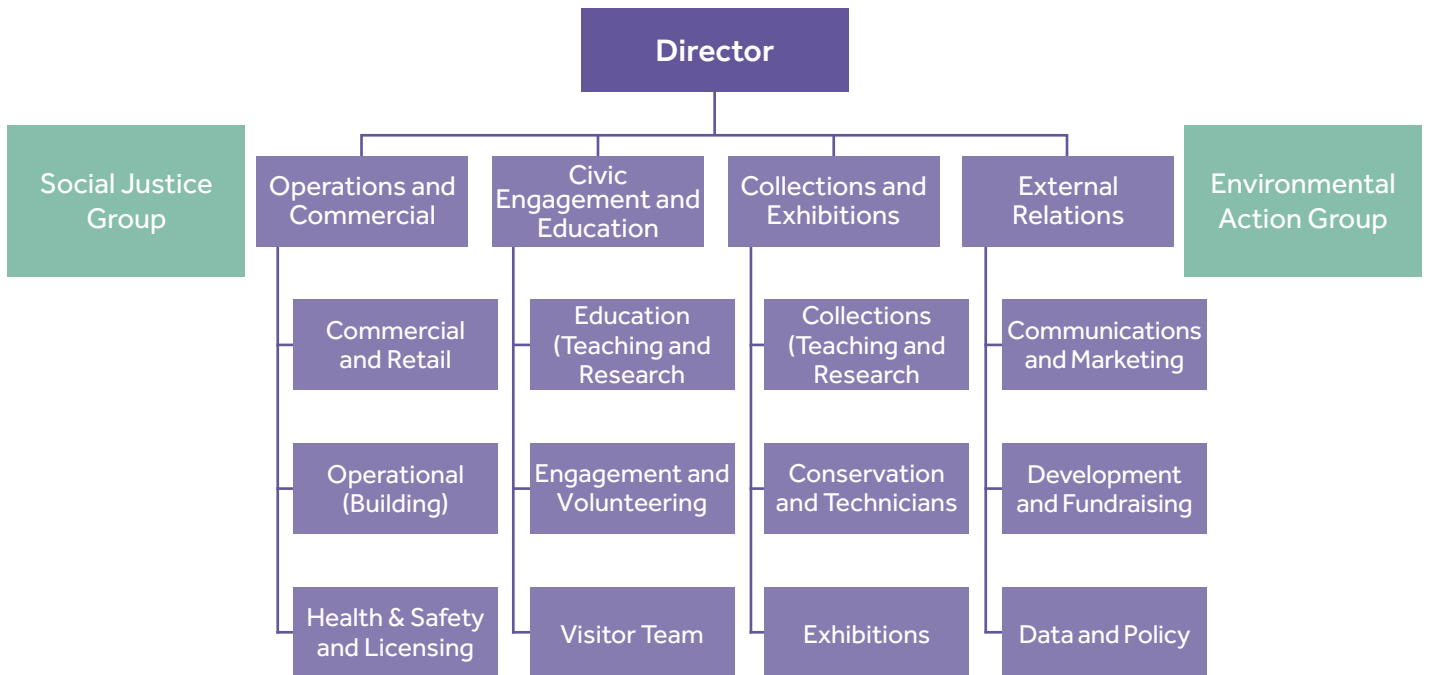 Director
Social Justice
Group
Operations and
Commercial
Civic
Engagement and
Education
Collections and
Exhibitions
External
Relations
Environmental
Action Group
Commercial
and Retail
Education
(Teaching and
Research
Collections
(Teaching and
Research
Communications
and Marketing
Operational
(Building)
Engagement and
Volunteering
Conservation
and Technicians
Development
and Fundraising
Health & Safety
and Licensing
Visitor Team
Exhibitions
Data and Policy